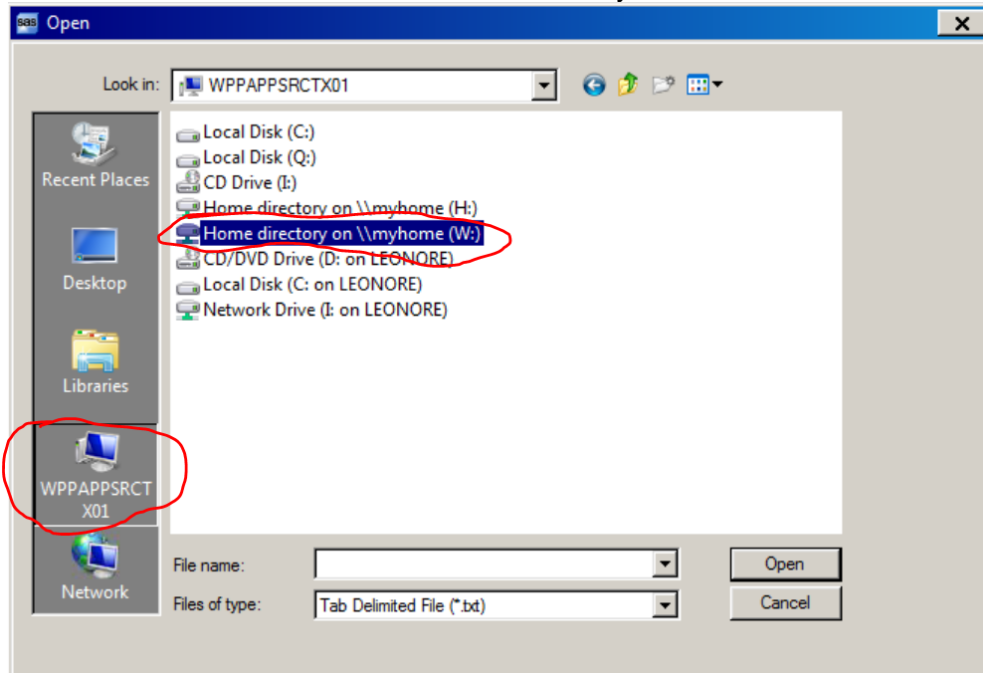 sas Open
Look in: WPPAPPSRCTX01
Recent Places
Desktop
Libraries
WPPAPPSRCT
X01
Network
Local Disk (C:)
Local Disk (Q:)
CD Drive (I:)
Home directory on \\myhome (H:)
Home directory on \\myhome (W:)
CD/DVD Drive (D: on LEONORE)
Local Disk (C: on LEONORE)
Network Drive (I: on LEONORE)
File name:
Open
Files of type: Tab Delimited File (*.txt)
Cancel